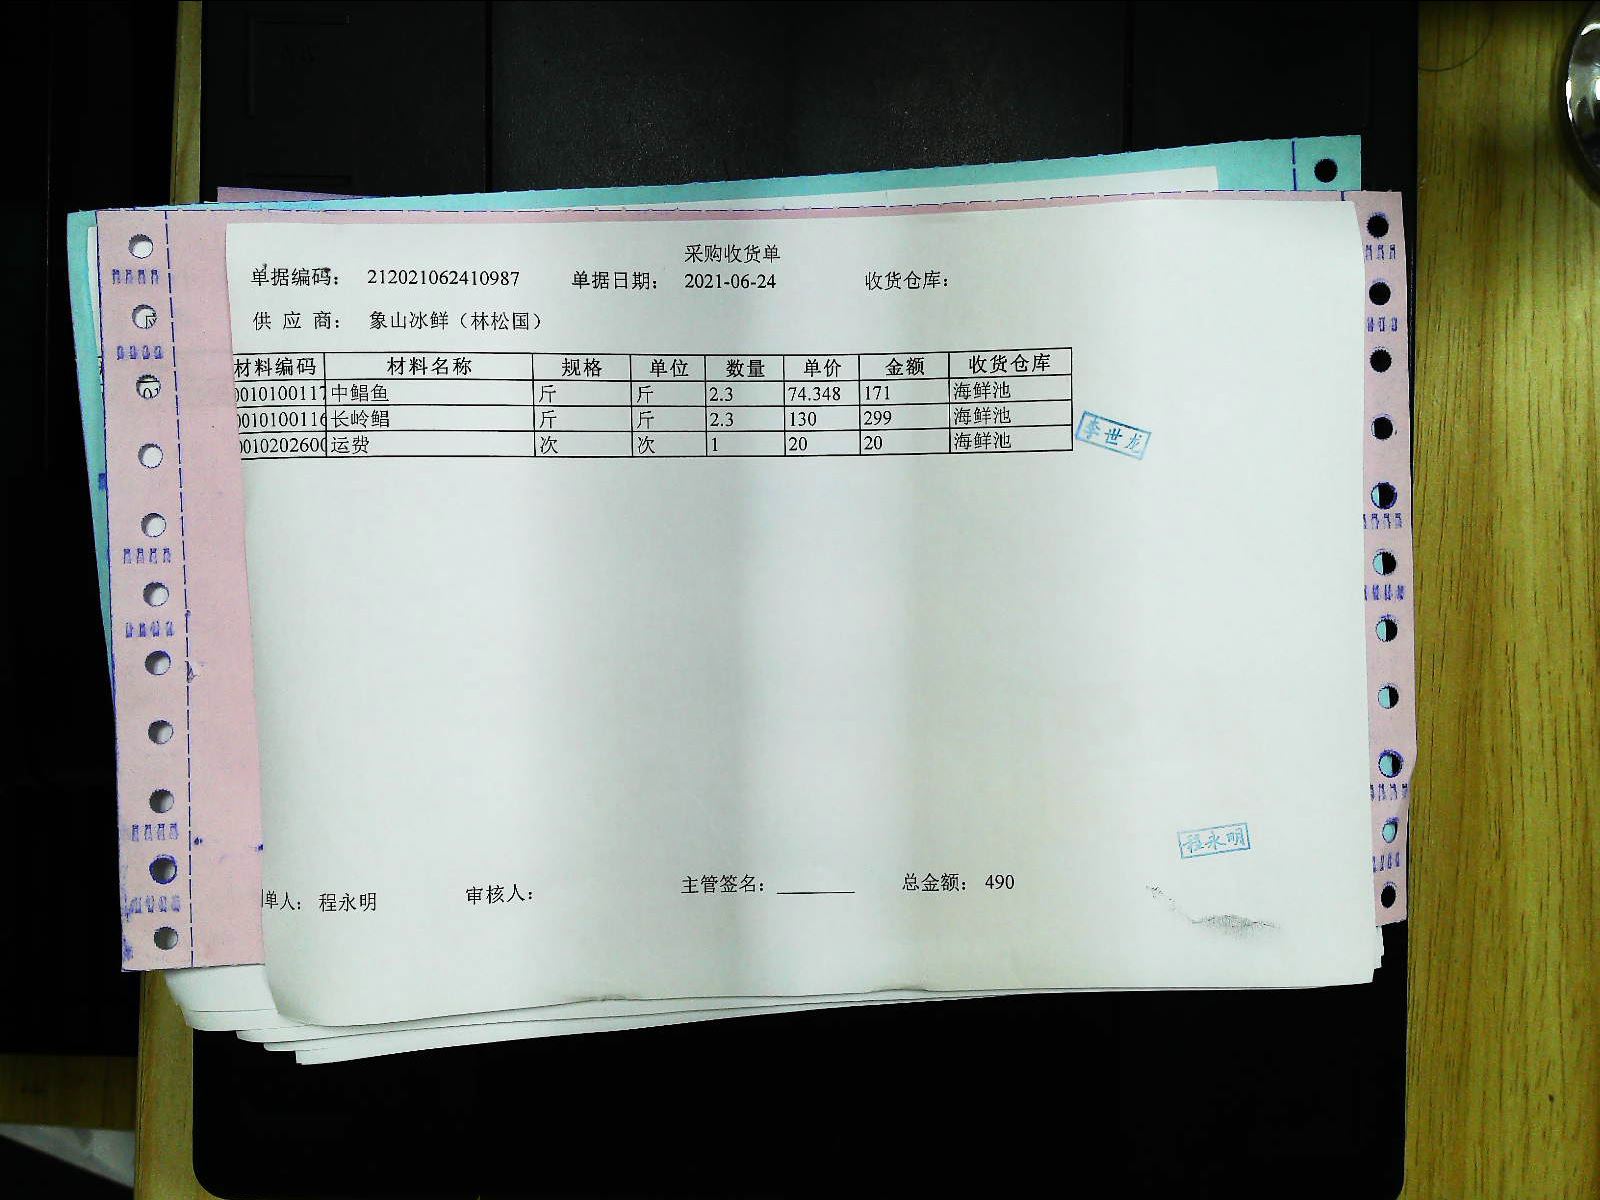 采购收货单
单据编码： 212021062410987 单据日期： 2021-06-24 收货仓库：
供 应 商： 象山冰鲜（林松国）
材料编码 材料名称 规格 单位 数量 单价 金额 收货仓库
0010100117 中鲳鱼 斤 斤 2.3 74.348 171 海鲜池
0010100116 长岭鲳 斤 斤 2.3 130 299 海鲜池
001020260 运费 次 次 1 20 20 海鲜池
李世龙
程永明
单人： 程永明 审核人： 主管签名： 总金额： 490